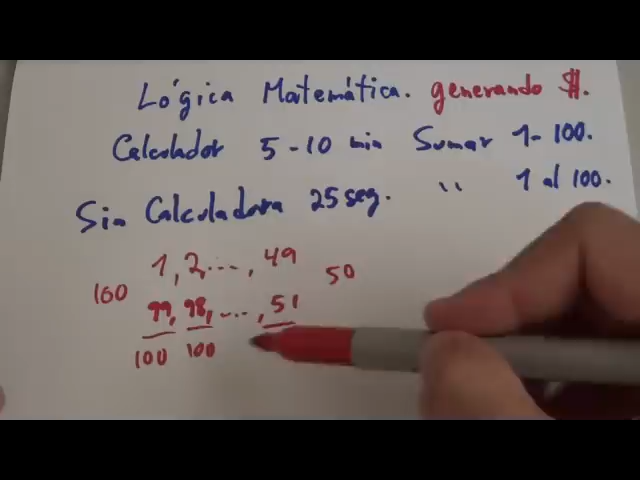 Lógica Matemática. generando $.
Calculador 5-10 min Sumar 1-100.
Sin Calculadora 25 seg. " 1 al 100.
1, 2, ..., 49
100 50
99, 98, ..., 51
100 100